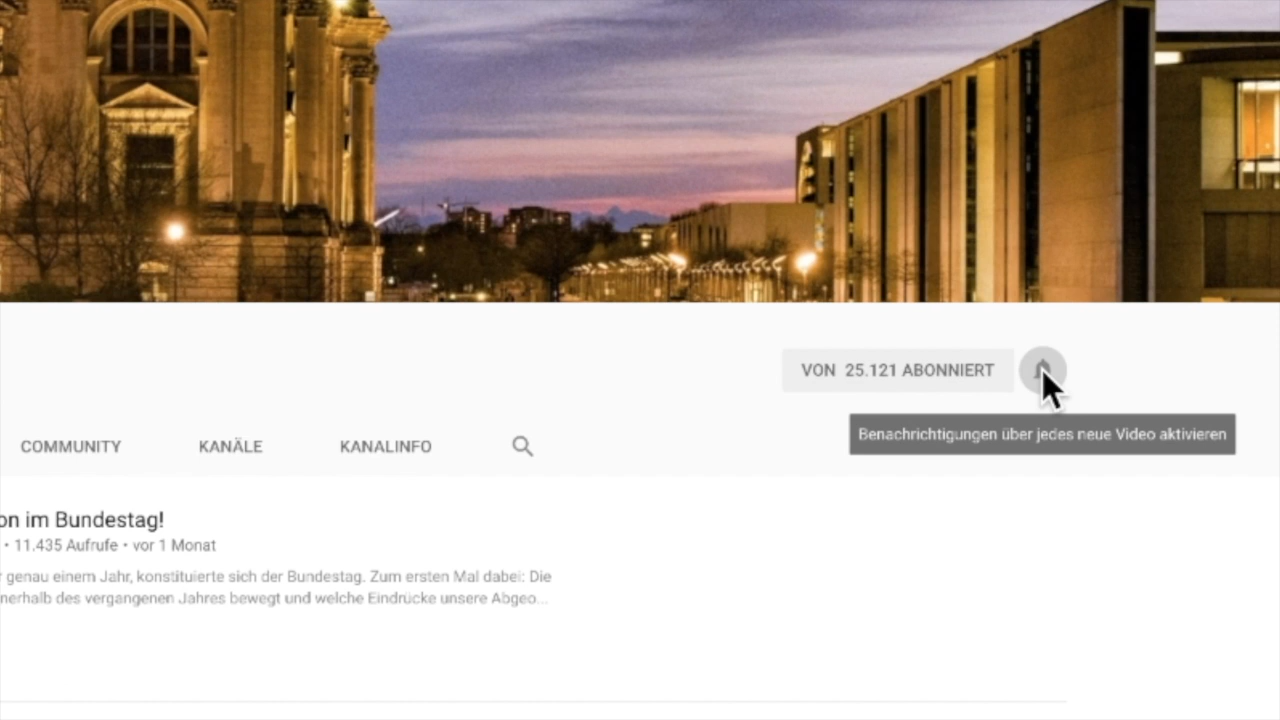 VON 25.121 ABONNIERT
Benachrichtigungen über jedes neue Video aktivieren
COMMUNITY KANÄLE KANALINFO
on im Bundestag!
• 11.435 Aufrufe • vor 1 Monat
r genau einem Jahr, konstituierte sich der Bundestag. Zum ersten Mal dabei: Die
nerhalb des vergangenen Jahres bewegt und welche Eindrücke unsere Abgeo...